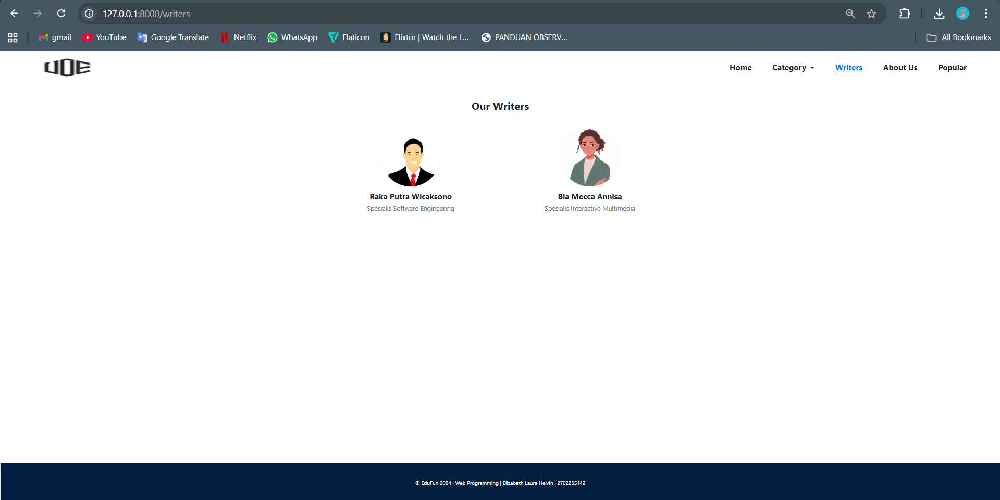 127.0.0.1:8000/writers
gmail YouTube Google Translate Netflix WhatsApp Flaticon Flixtor | Watch the L... PANDUAN OBSERV... All Bookmarks
UOE Home Category Writers About Us Popular
Our Writers
Raka Putra Wicaksono Bia Mecca Annisa
Spesialis Software Engineering Spesialis Interactive Multimedia
© EduFun 2024 | Web Programming | Elizabeth Laura Helvin | 2702255142